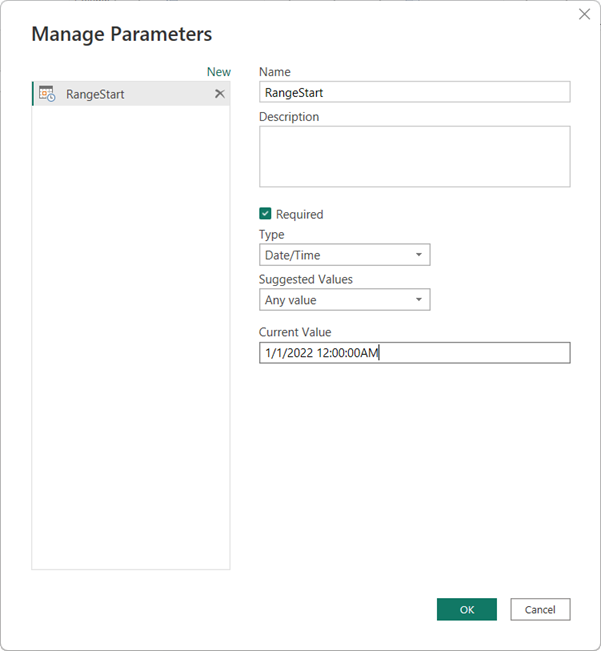 Manage Parameters
New
RangeStart
Name
RangeStart
Description
Required
Type
Date/Time
Suggested Values
Any value
Current Value
1/1/2022 12:00:00AM
OK
Cancel